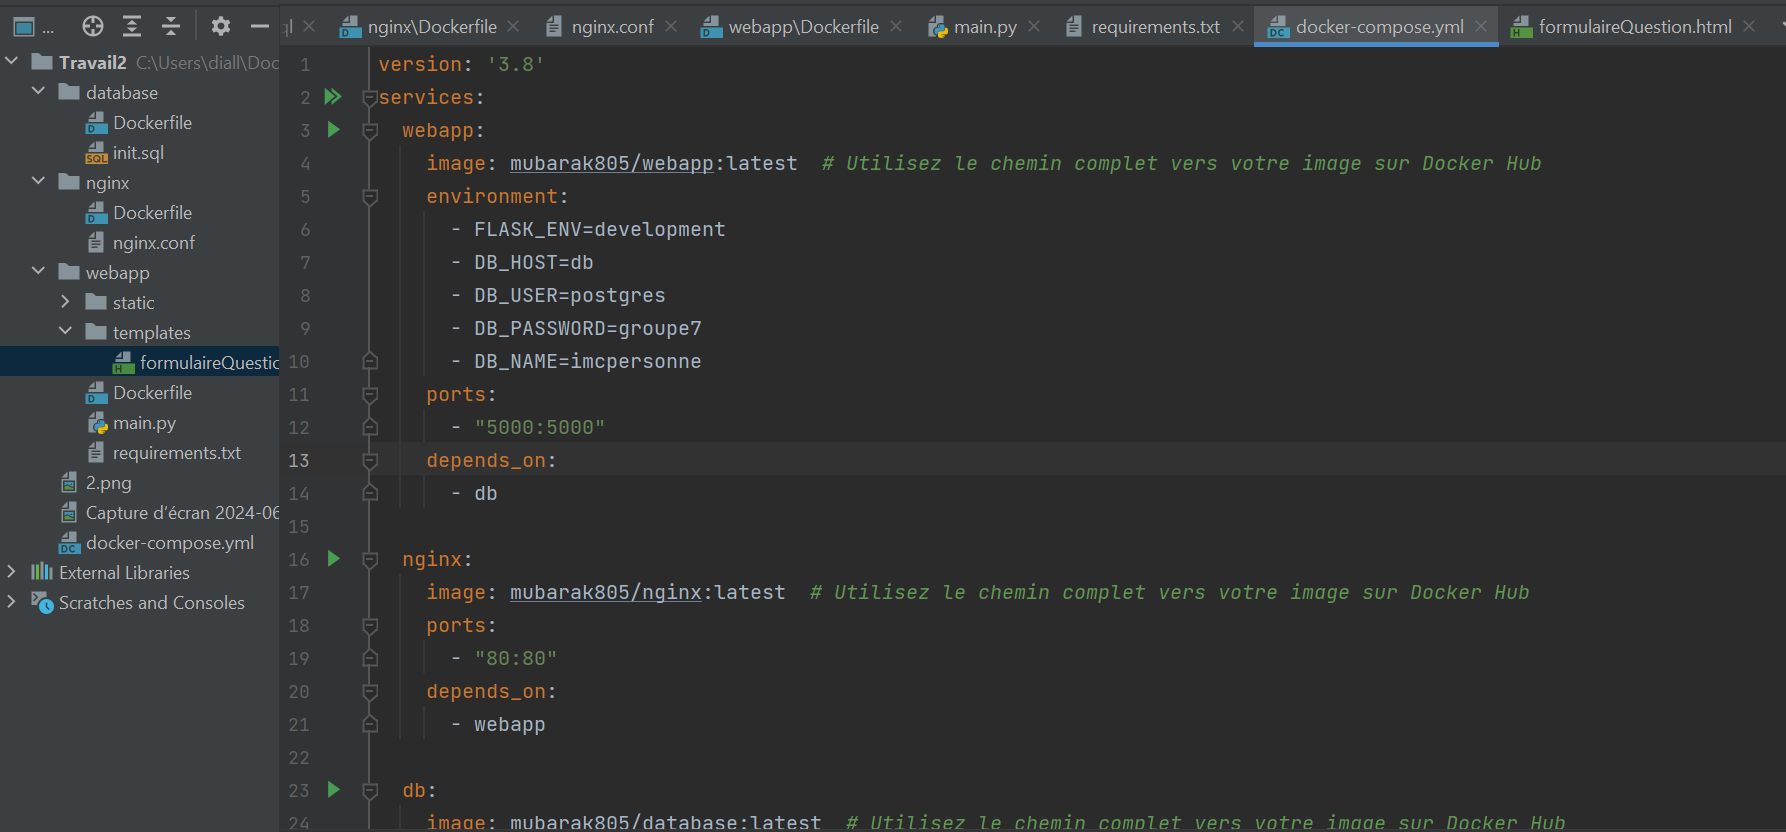 ...
ql
nginx\Dockerfile
nginx.conf
webapp\Dockerfile
main.py
requirements.txt
docker-compose.yml
formulaireQuestion.html
Travail2 C:\Users\diall\Doc
database
Dockerfile
init.sql
nginx
Dockerfile
nginx.conf
webapp
static
templates
formulaireQuestio
Dockerfile
main.py
requirements.txt
2.png
Capture d'écran 2024-06
docker-compose.yml
External Libraries
Scratches and Consoles
1 version: '3.8'
2 services:
3 webapp:
4 image: mubarak805/webapp:latest # Utilisez le chemin complet vers votre image sur Docker Hub
5 environment:
6 - FLASK_ENV=development
7 - DB_HOST=db
8 - DB_USER=postgres
9 - DB_PASSWORD=groupe7
10 - DB_NAME=imcpersonne
11 ports:
12 - "5000:5000"
13 depends_on:
14 - db
15
16 nginx:
17 image: mubarak805/nginx:latest # Utilisez le chemin complet vers votre image sur Docker Hub
18 ports:
19 - "80:80"
20 depends_on:
21 - webapp
22
23 db:
24 image: mubarak805/database:latest # Utilisez le chemin complet vers votre image sur Docker Hub